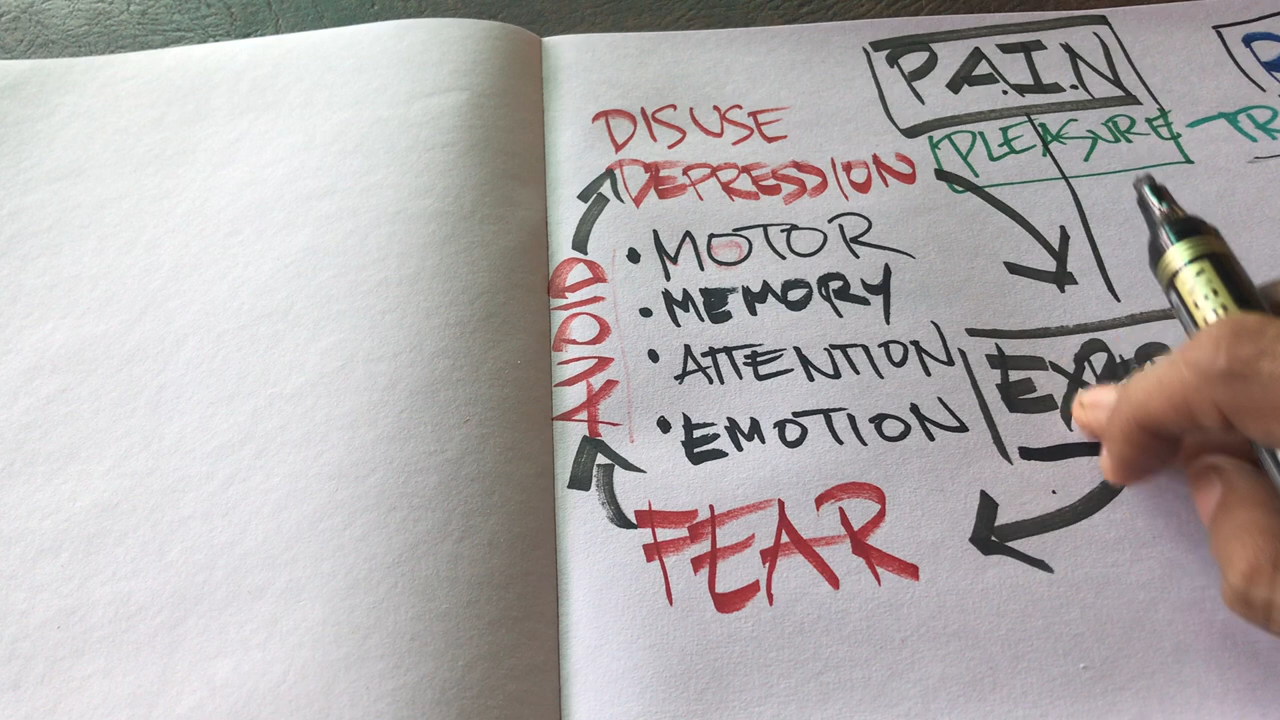 P.A.I.N
PLEASURE
DISUSE
DEPRESSION
• MOTOR
• MEMORY
• ATTENTION
• EMOTION
AVOID
FEAR